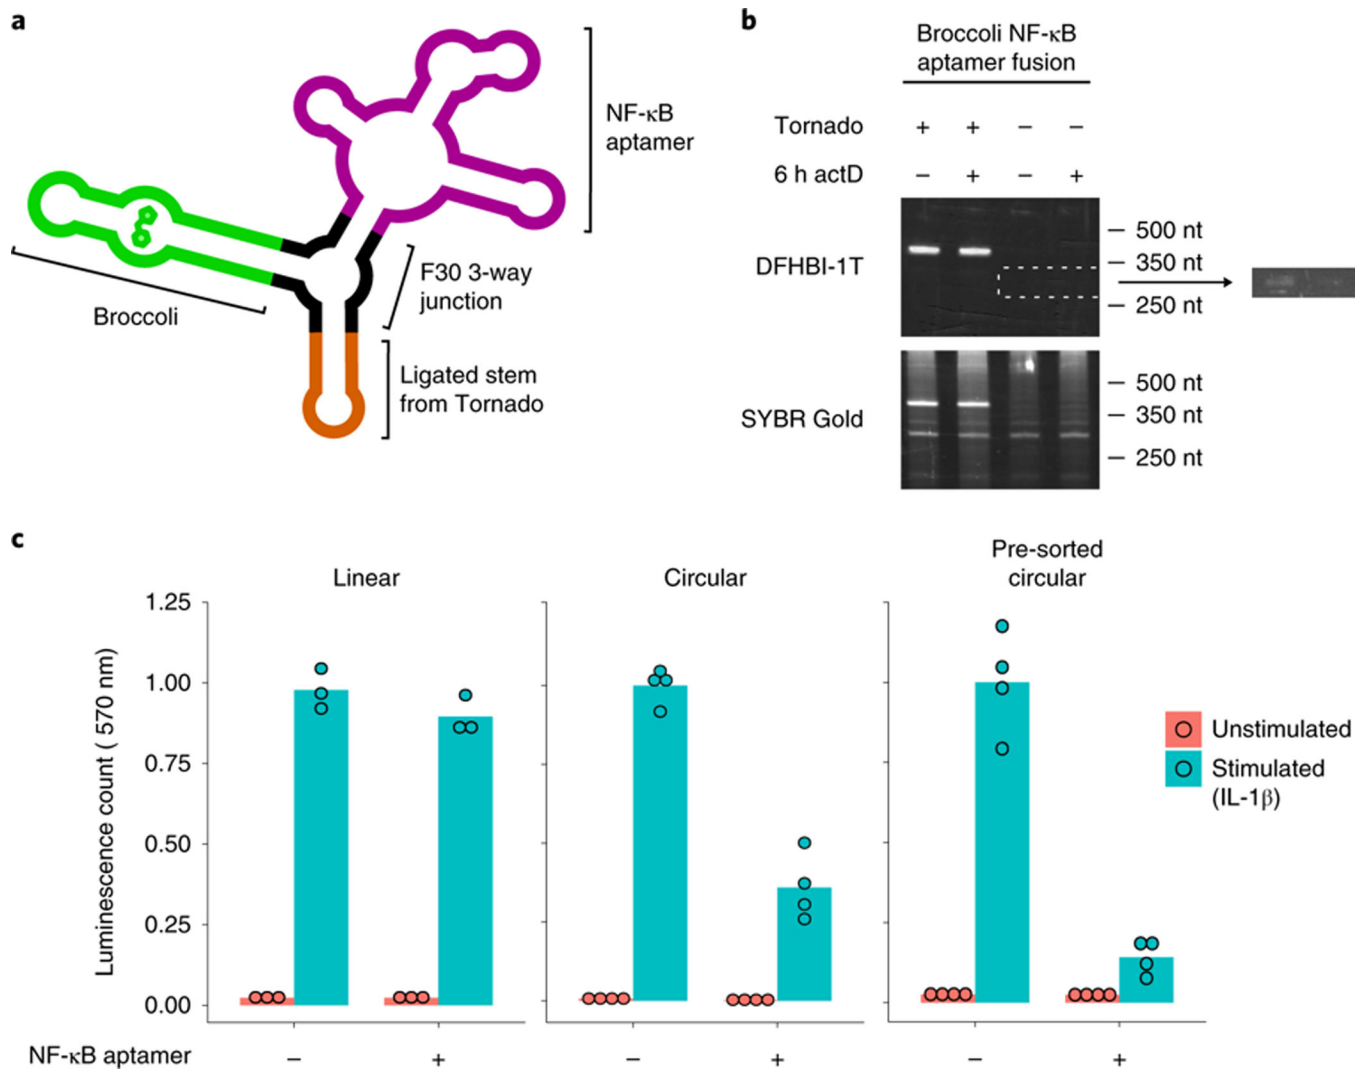 a
NF-κB
aptamer
F30 3-way
junction
Broccoli
Ligated stem
from Tornado
b
Broccoli NF-κB
aptamer fusion
Tornado + + − −
6 h actD − + − +
DFHBI-1T
500 nt
350 nt
250 nt
SYBR Gold
500 nt
350 nt
250 nt
c
Linear
Circular
Pre-sorted
circular
Luminescence count ( 570 nm)
1.25
1.00
0.75
0.50
0.25
0.00
Unstimulated
Stimulated
(IL-1β)
NF-κB aptamer − + − + − +